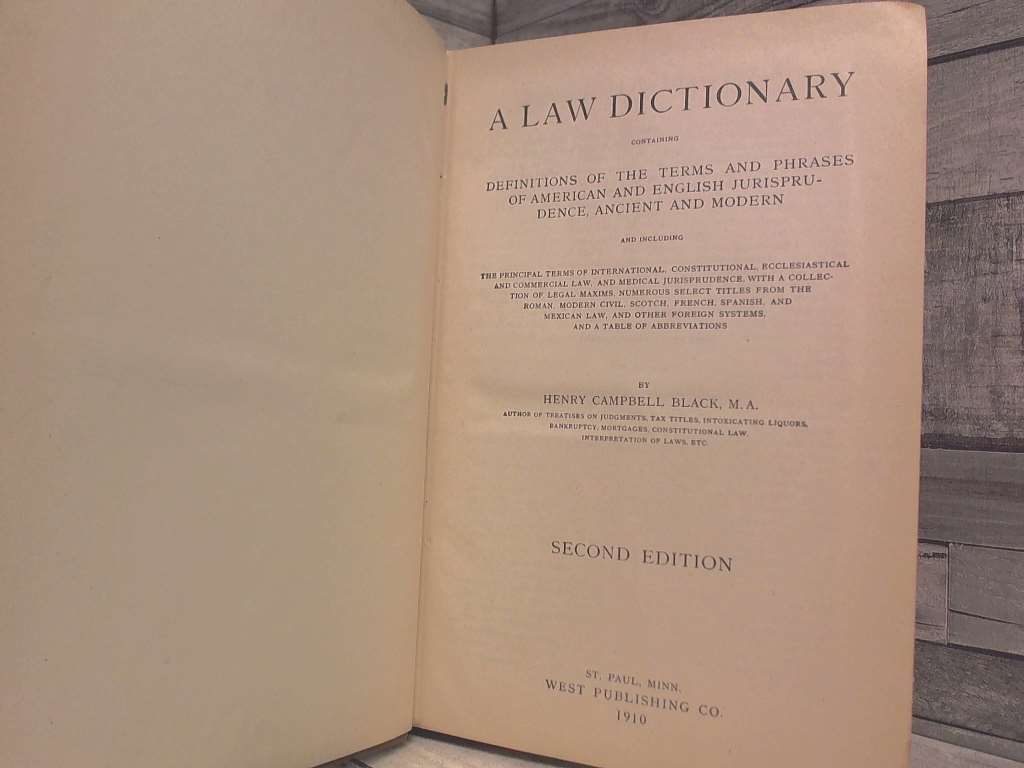 A LAW DICTIONARY
CONTAINING
DEFINITIONS OF THE TERMS AND PHRASES
OF AMERICAN AND ENGLISH JURISPRU-
DENCE, ANCIENT AND MODERN
AND INCLUDING
THE PRINCIPAL TERMS OF INTERNATIONAL, CONSTITUTIONAL, ECCLESIASTICAL
AND COMMERCIAL LAW, AND MEDICAL JURISPRUDENCE, WITH A COLLEC-
TION OF LEGAL MAXIMS, NUMEROUS SELECT TITLES FROM THE
ROMAN, MODERN CIVIL, SCOTCH, FRENCH, SPANISH, AND
MEXICAN LAW, AND OTHER FOREIGN SYSTEMS,
AND A TABLE OF ABBREVIATIONS
BY
HENRY CAMPBELL BLACK, M.A.
AUTHOR OF TREATISES ON JUDGMENTS, TAX TITLES, INTOXICATING LIQUORS,
BANKRUPTCY, MORTGAGES, CONSTITUTIONAL LAW,
INTERPRETATION OF LAWS, ETC.
SECOND EDITION
ST. PAUL, MINN.
WEST PUBLISHING CO.
1910